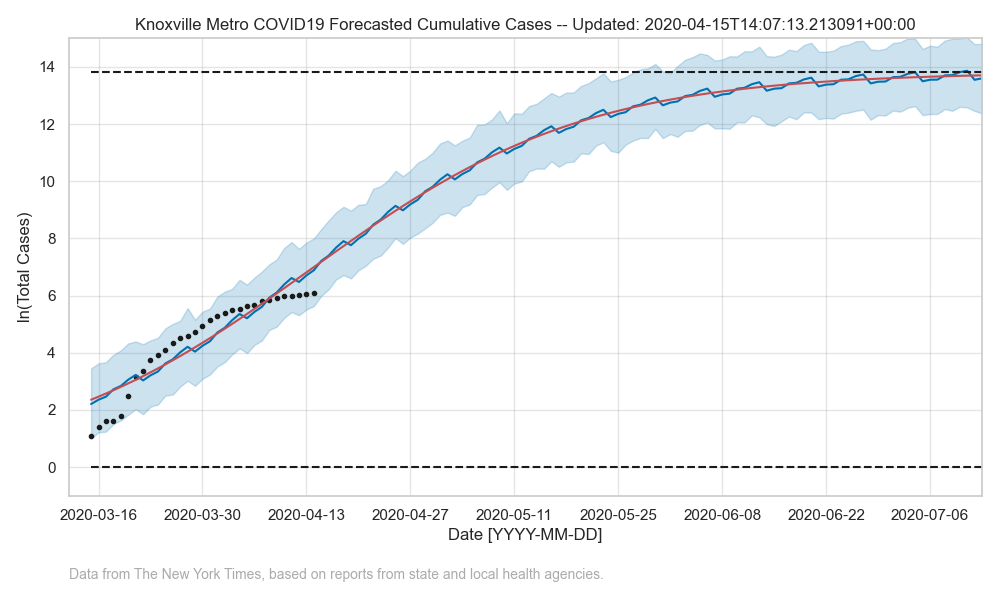 Knoxville Metro COVID19 Forecasted Cumulative Cases -- Updated: 2020-04-15T14:07:13.213091+00:00
14
12
10
8
6
4
2
0
ln(Total Cases)
2020-03-16 2020-03-30 2020-04-13 2020-04-27 2020-05-11 2020-05-25 2020-06-08 2020-06-22 2020-07-06
Date [YYYY-MM-DD]
Data from The New York Times, based on reports from state and local health agencies.